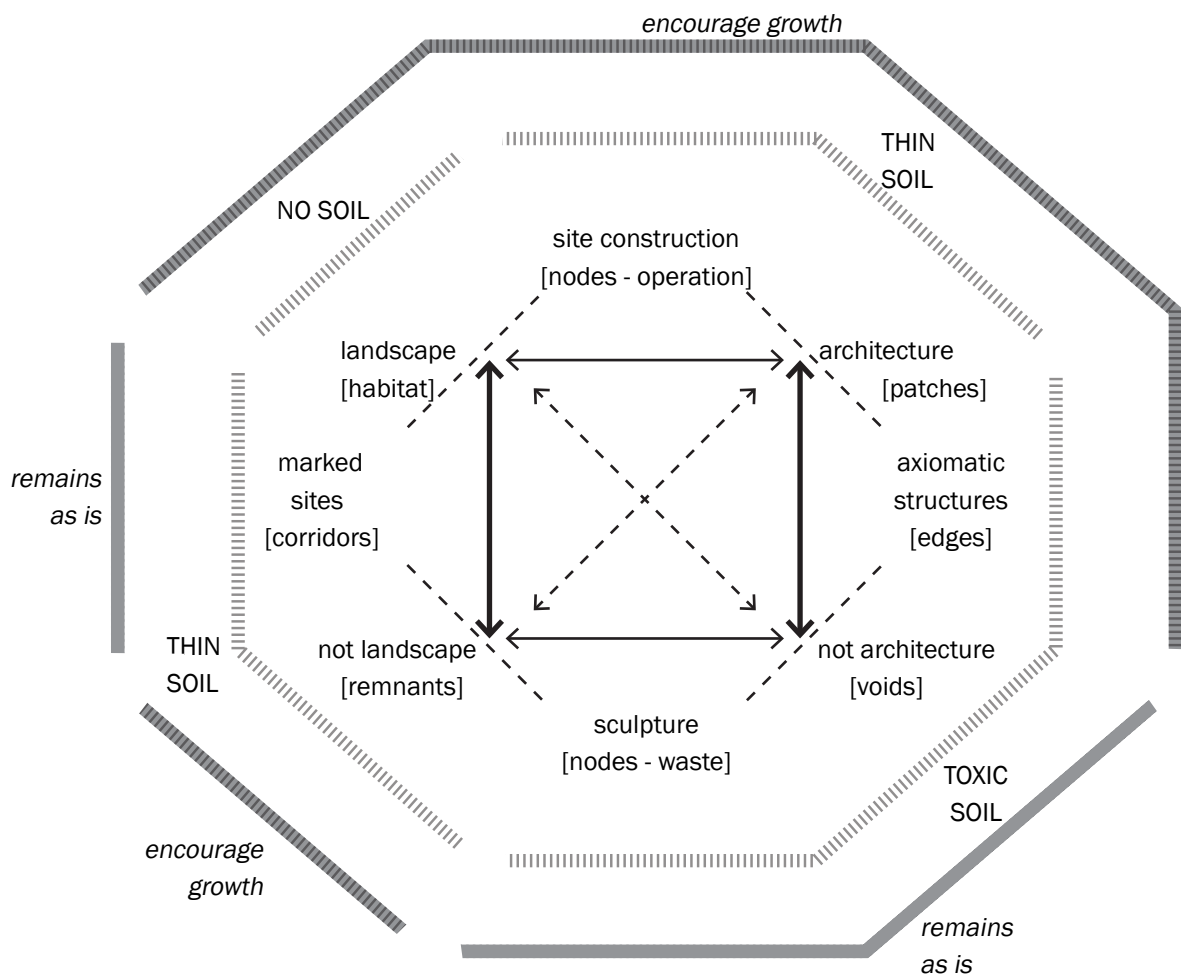 encourage growth
THIN
SOIL
NO SOIL
site construction
[nodes - operation]
landscape
[habitat]
architecture
[patches]
remains
as is
marked
sites
[corridors]
axiomatic
structures
[edges]
THIN
SOIL
not landscape
[remnants]
not architecture
[voids]
sculpture
[nodes - waste]
TOXIC
SOIL
encourage
growth
remains
as is